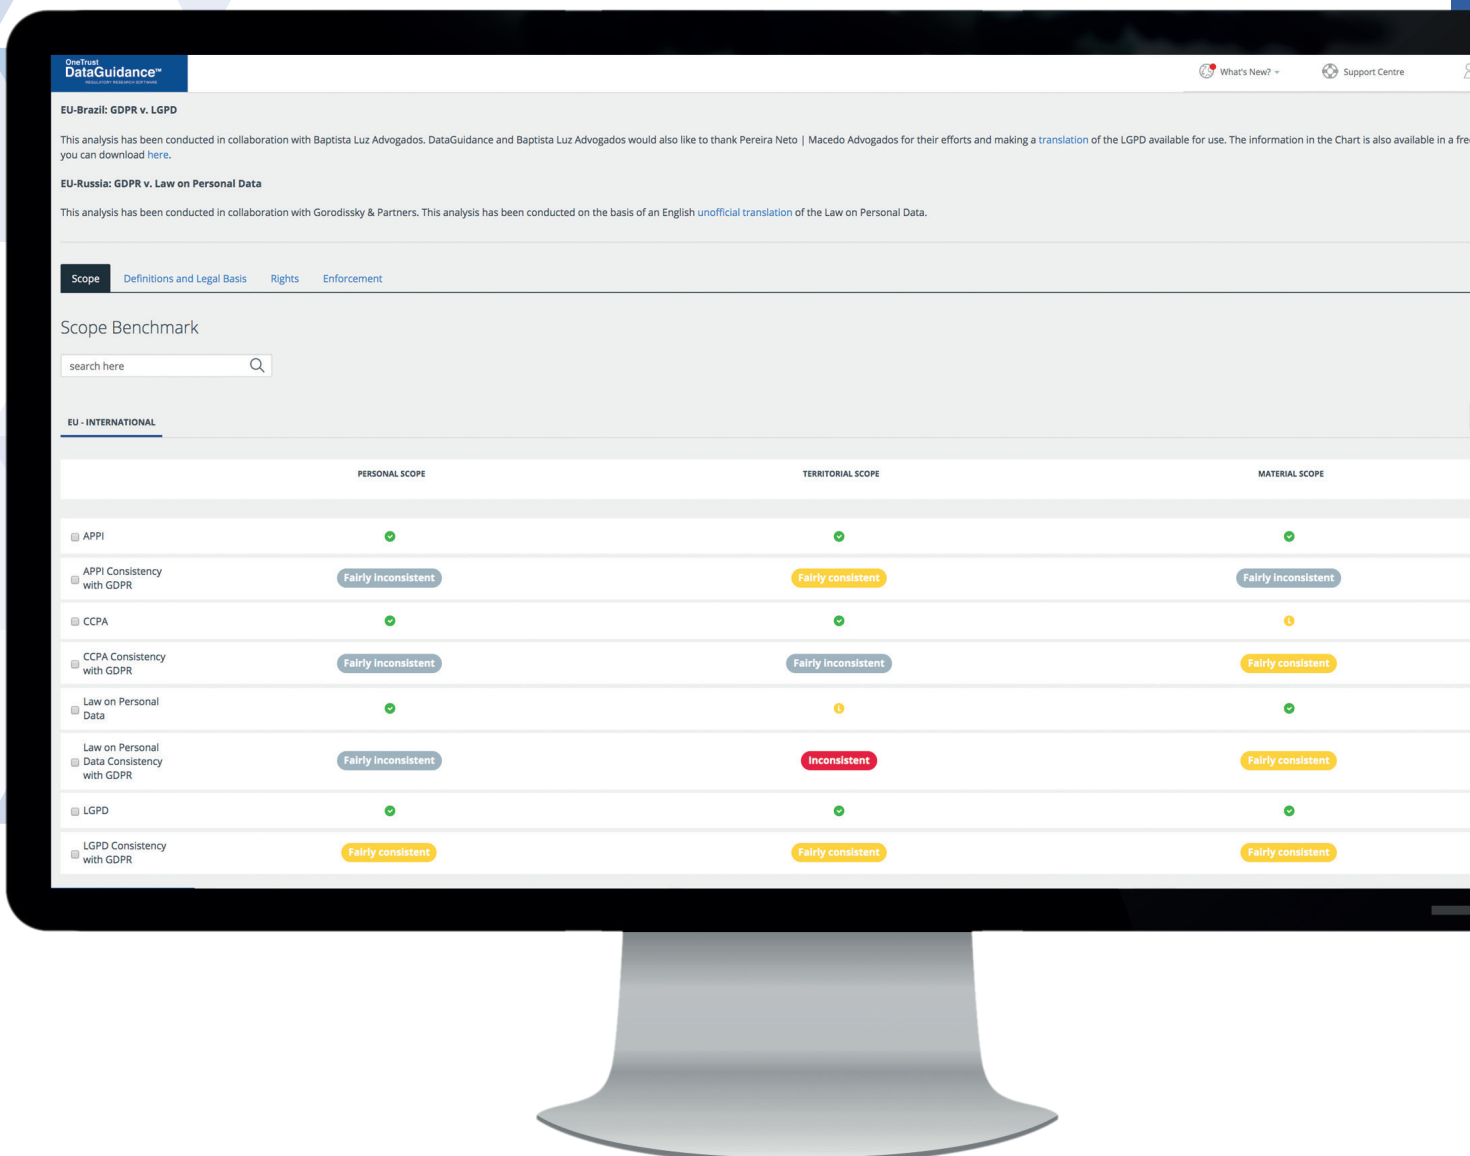 OneTrust
DataGuidance™
REGULATORY RESEARCH SOFTWARE
What's New?
Support Centre
EU-Brazil: GDPR v. LGPD
This analysis has been conducted in collaboration with Baptista Luz Advogados. DataGuidance and Baptista Luz Advogados would also like to thank Pereira Neto | Macedo Advogados for their efforts and making a translation of the LGPD available for use. The information in the Chart is also available in a fre
you can download here.
EU-Russia: GDPR v. Law on Personal Data
This analysis has been conducted in collaboration with Gorodissky & Partners. This analysis has been conducted on the basis of an English unofficial translation of the Law on Personal Data.
Scope Definitions and Legal Basis Rights Enforcement
Scope Benchmark
search here
EU - INTERNATIONAL
PERSONAL SCOPE TERRITORIAL SCOPE MATERIAL SCOPE
APPI
APPI Consistency
with GDPR
Fairly inconsistent Fairly consistent Fairly inconsistent
CCPA
CCPA Consistency
with GDPR
Fairly inconsistent Fairly inconsistent Fairly consistent
Law on Personal
Data
Law on Personal
Data Consistency
with GDPR
Fairly inconsistent Inconsistent Fairly consistent
LGPD
LGPD Consistency
with GDPR
Fairly consistent Fairly consistent Fairly consistent